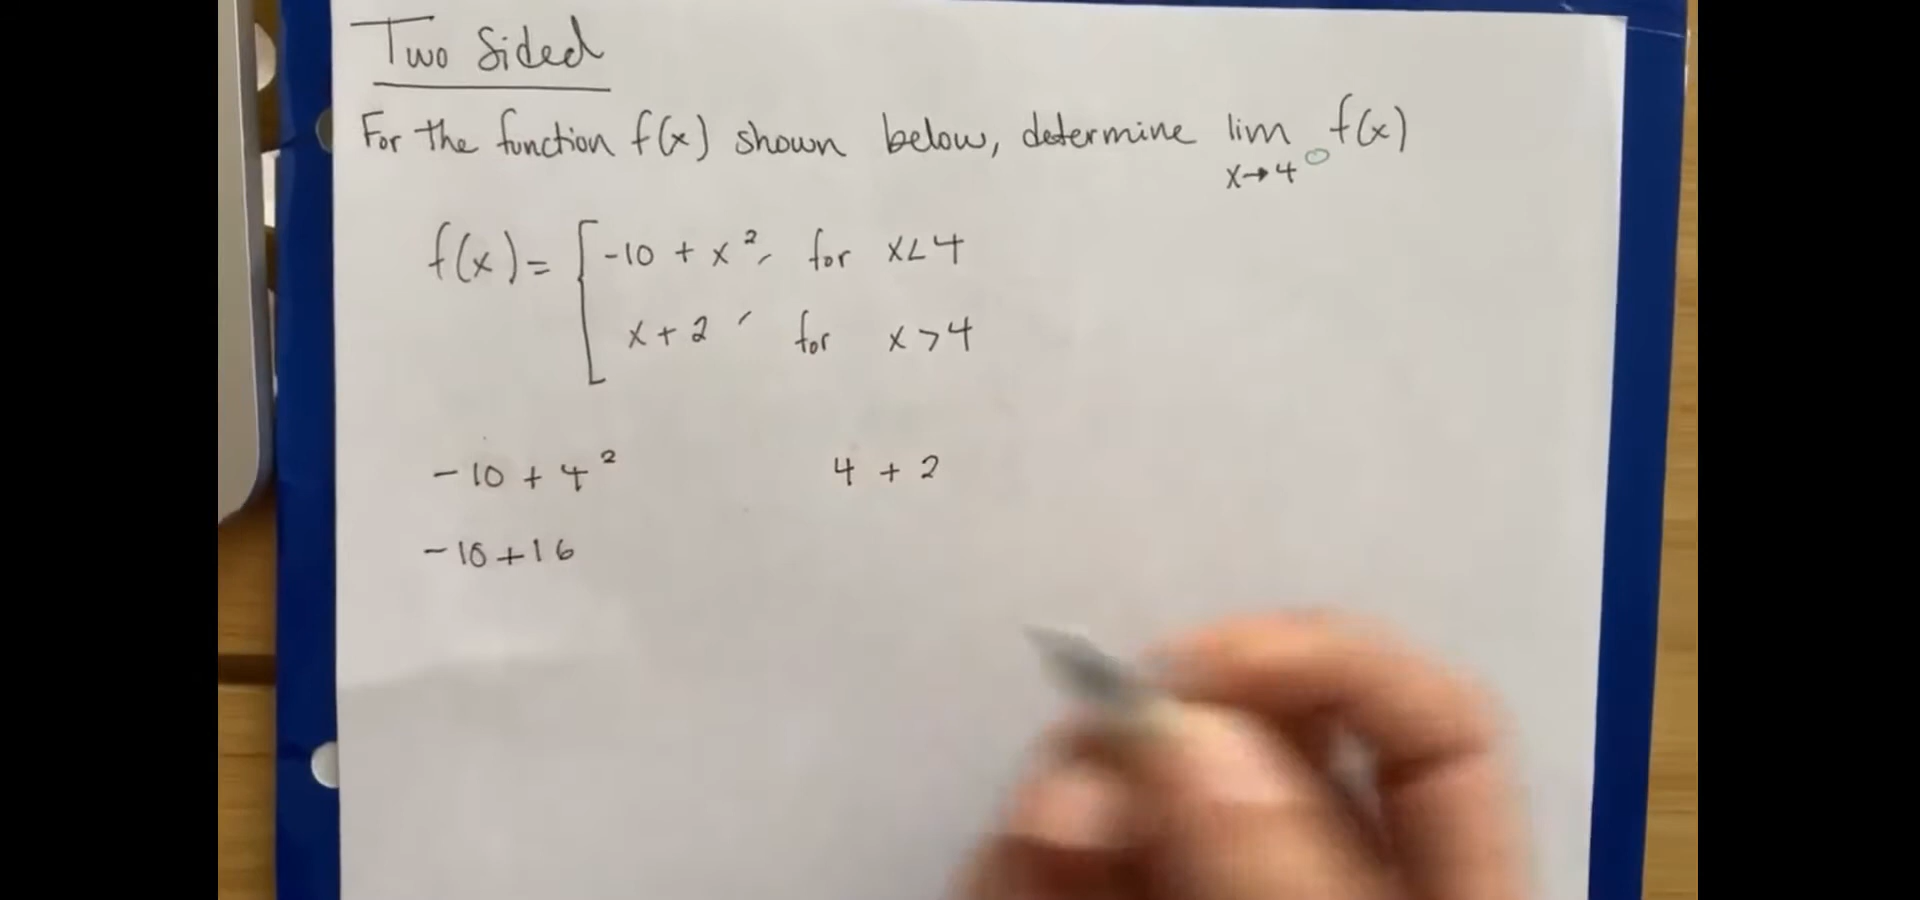 Two Sided
For the function f(x) shown below, determine lim f(x)
x→4
f(x) = [ -10 + x², for x<4
x + 2, for x>4
-10 + 4² 4 + 2
-10+16